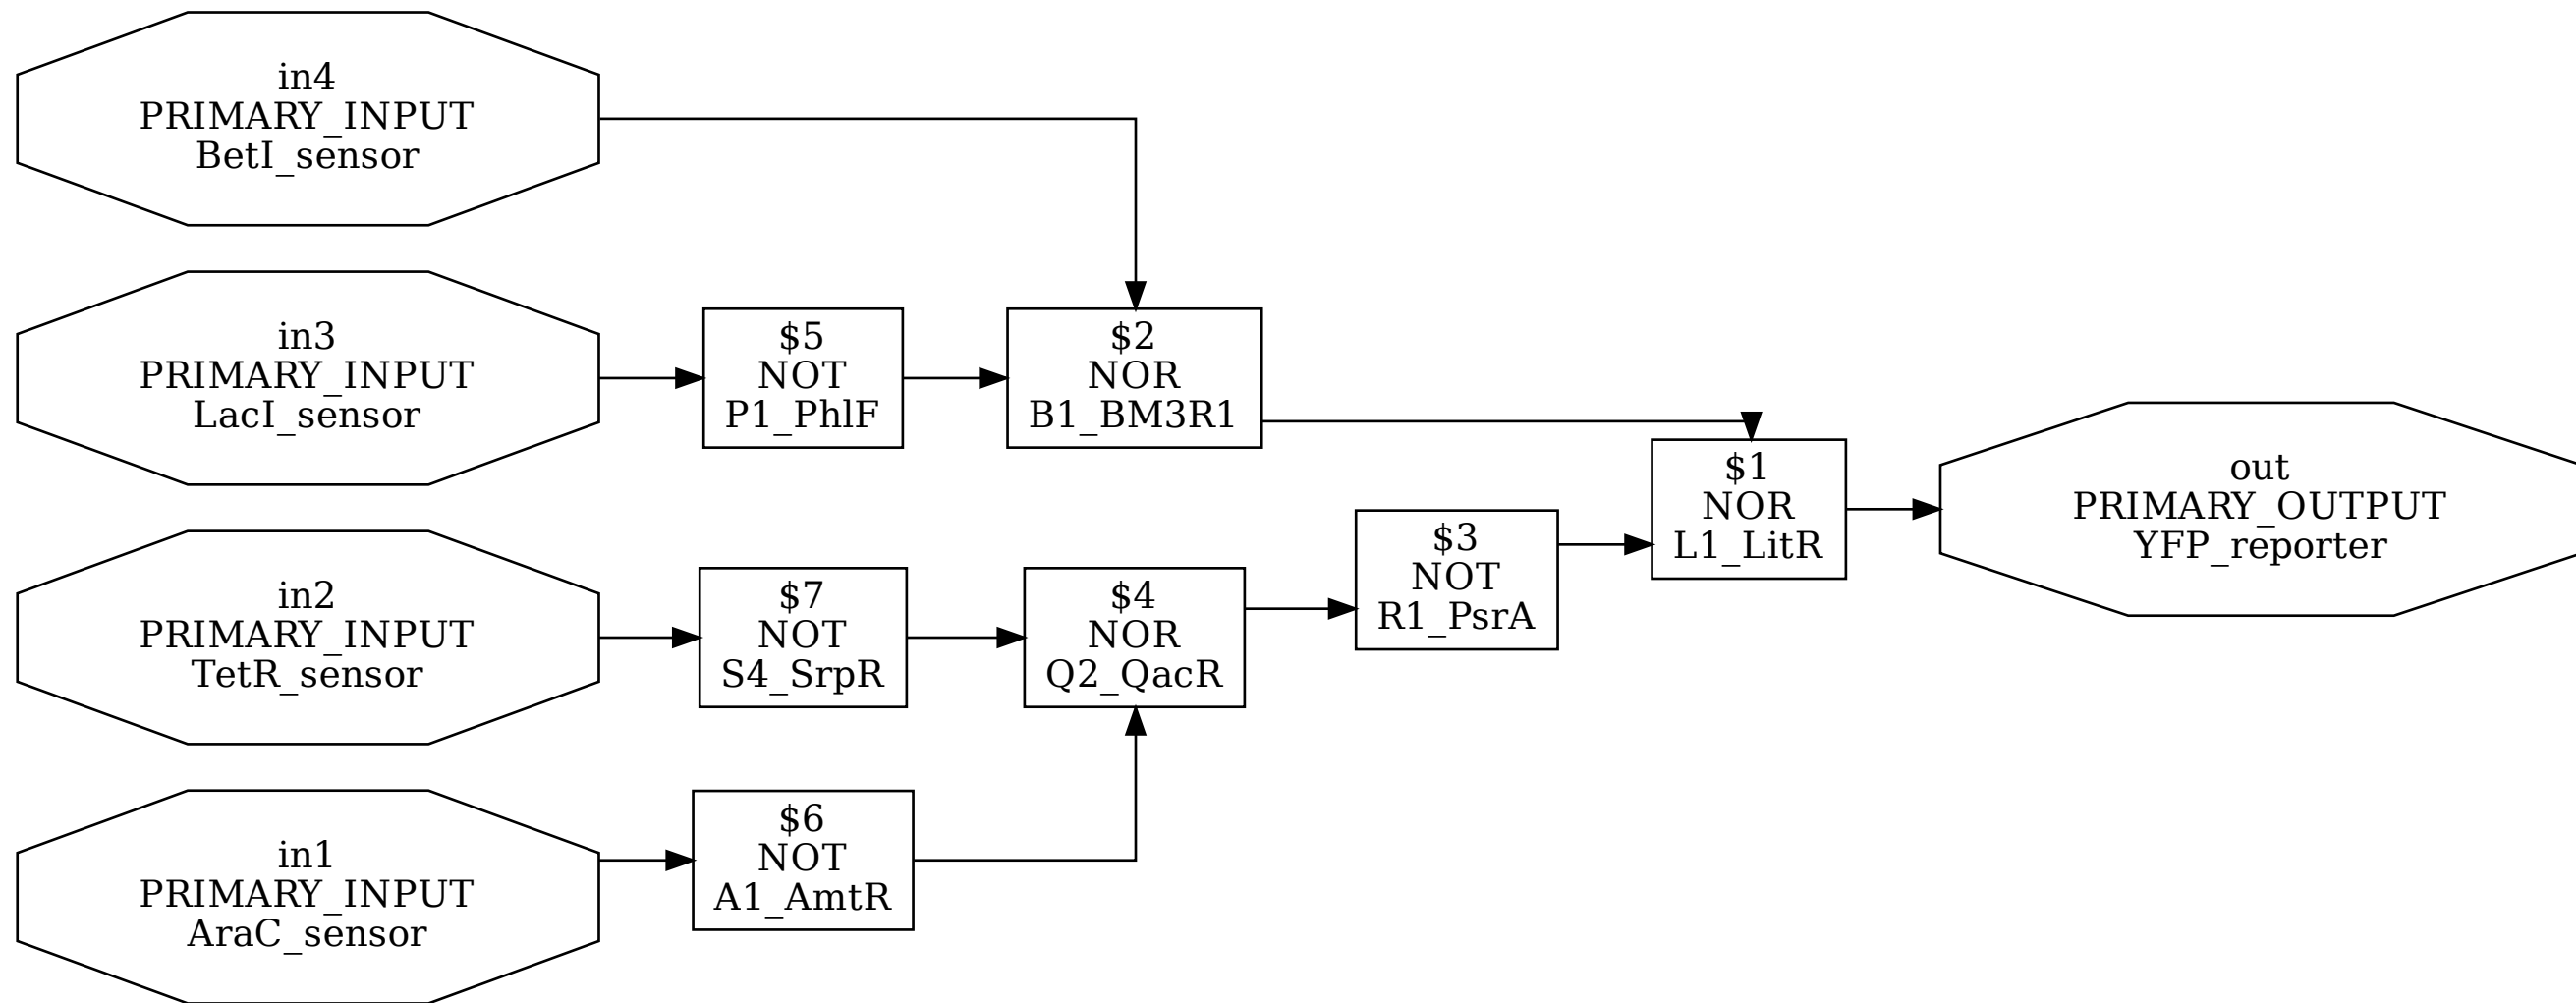 in4
PRIMARY_INPUT
BetI_sensor
in3
PRIMARY_INPUT
LacI_sensor
$5
NOT
P1_PhlF
$2
NOR
B1_BM3R1
in2
PRIMARY_INPUT
TetR_sensor
$7
NOT
S4_SrpR
$4
NOR
Q2_QacR
$3
NOT
R1_PsrA
$1
NOR
L1_LitR
out
PRIMARY_OUTPUT
YFP_reporter
in1
PRIMARY_INPUT
AraC_sensor
$6
NOT
A1_AmtR